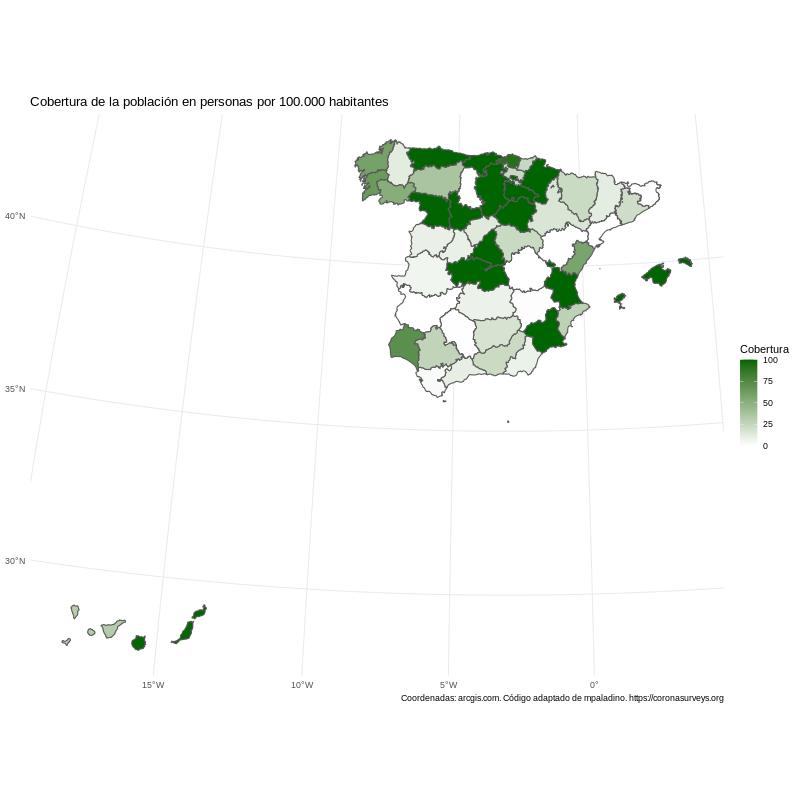 Cobertura de la población en personas por 100.000 habitantes
40°N
35°N
30°N
15°W
10°W
5°W
0°
Cobertura
100
75
50
25
0
Coordenadas: arcgis.com. Código adaptado de mpaladino. https://coronasurveys.org